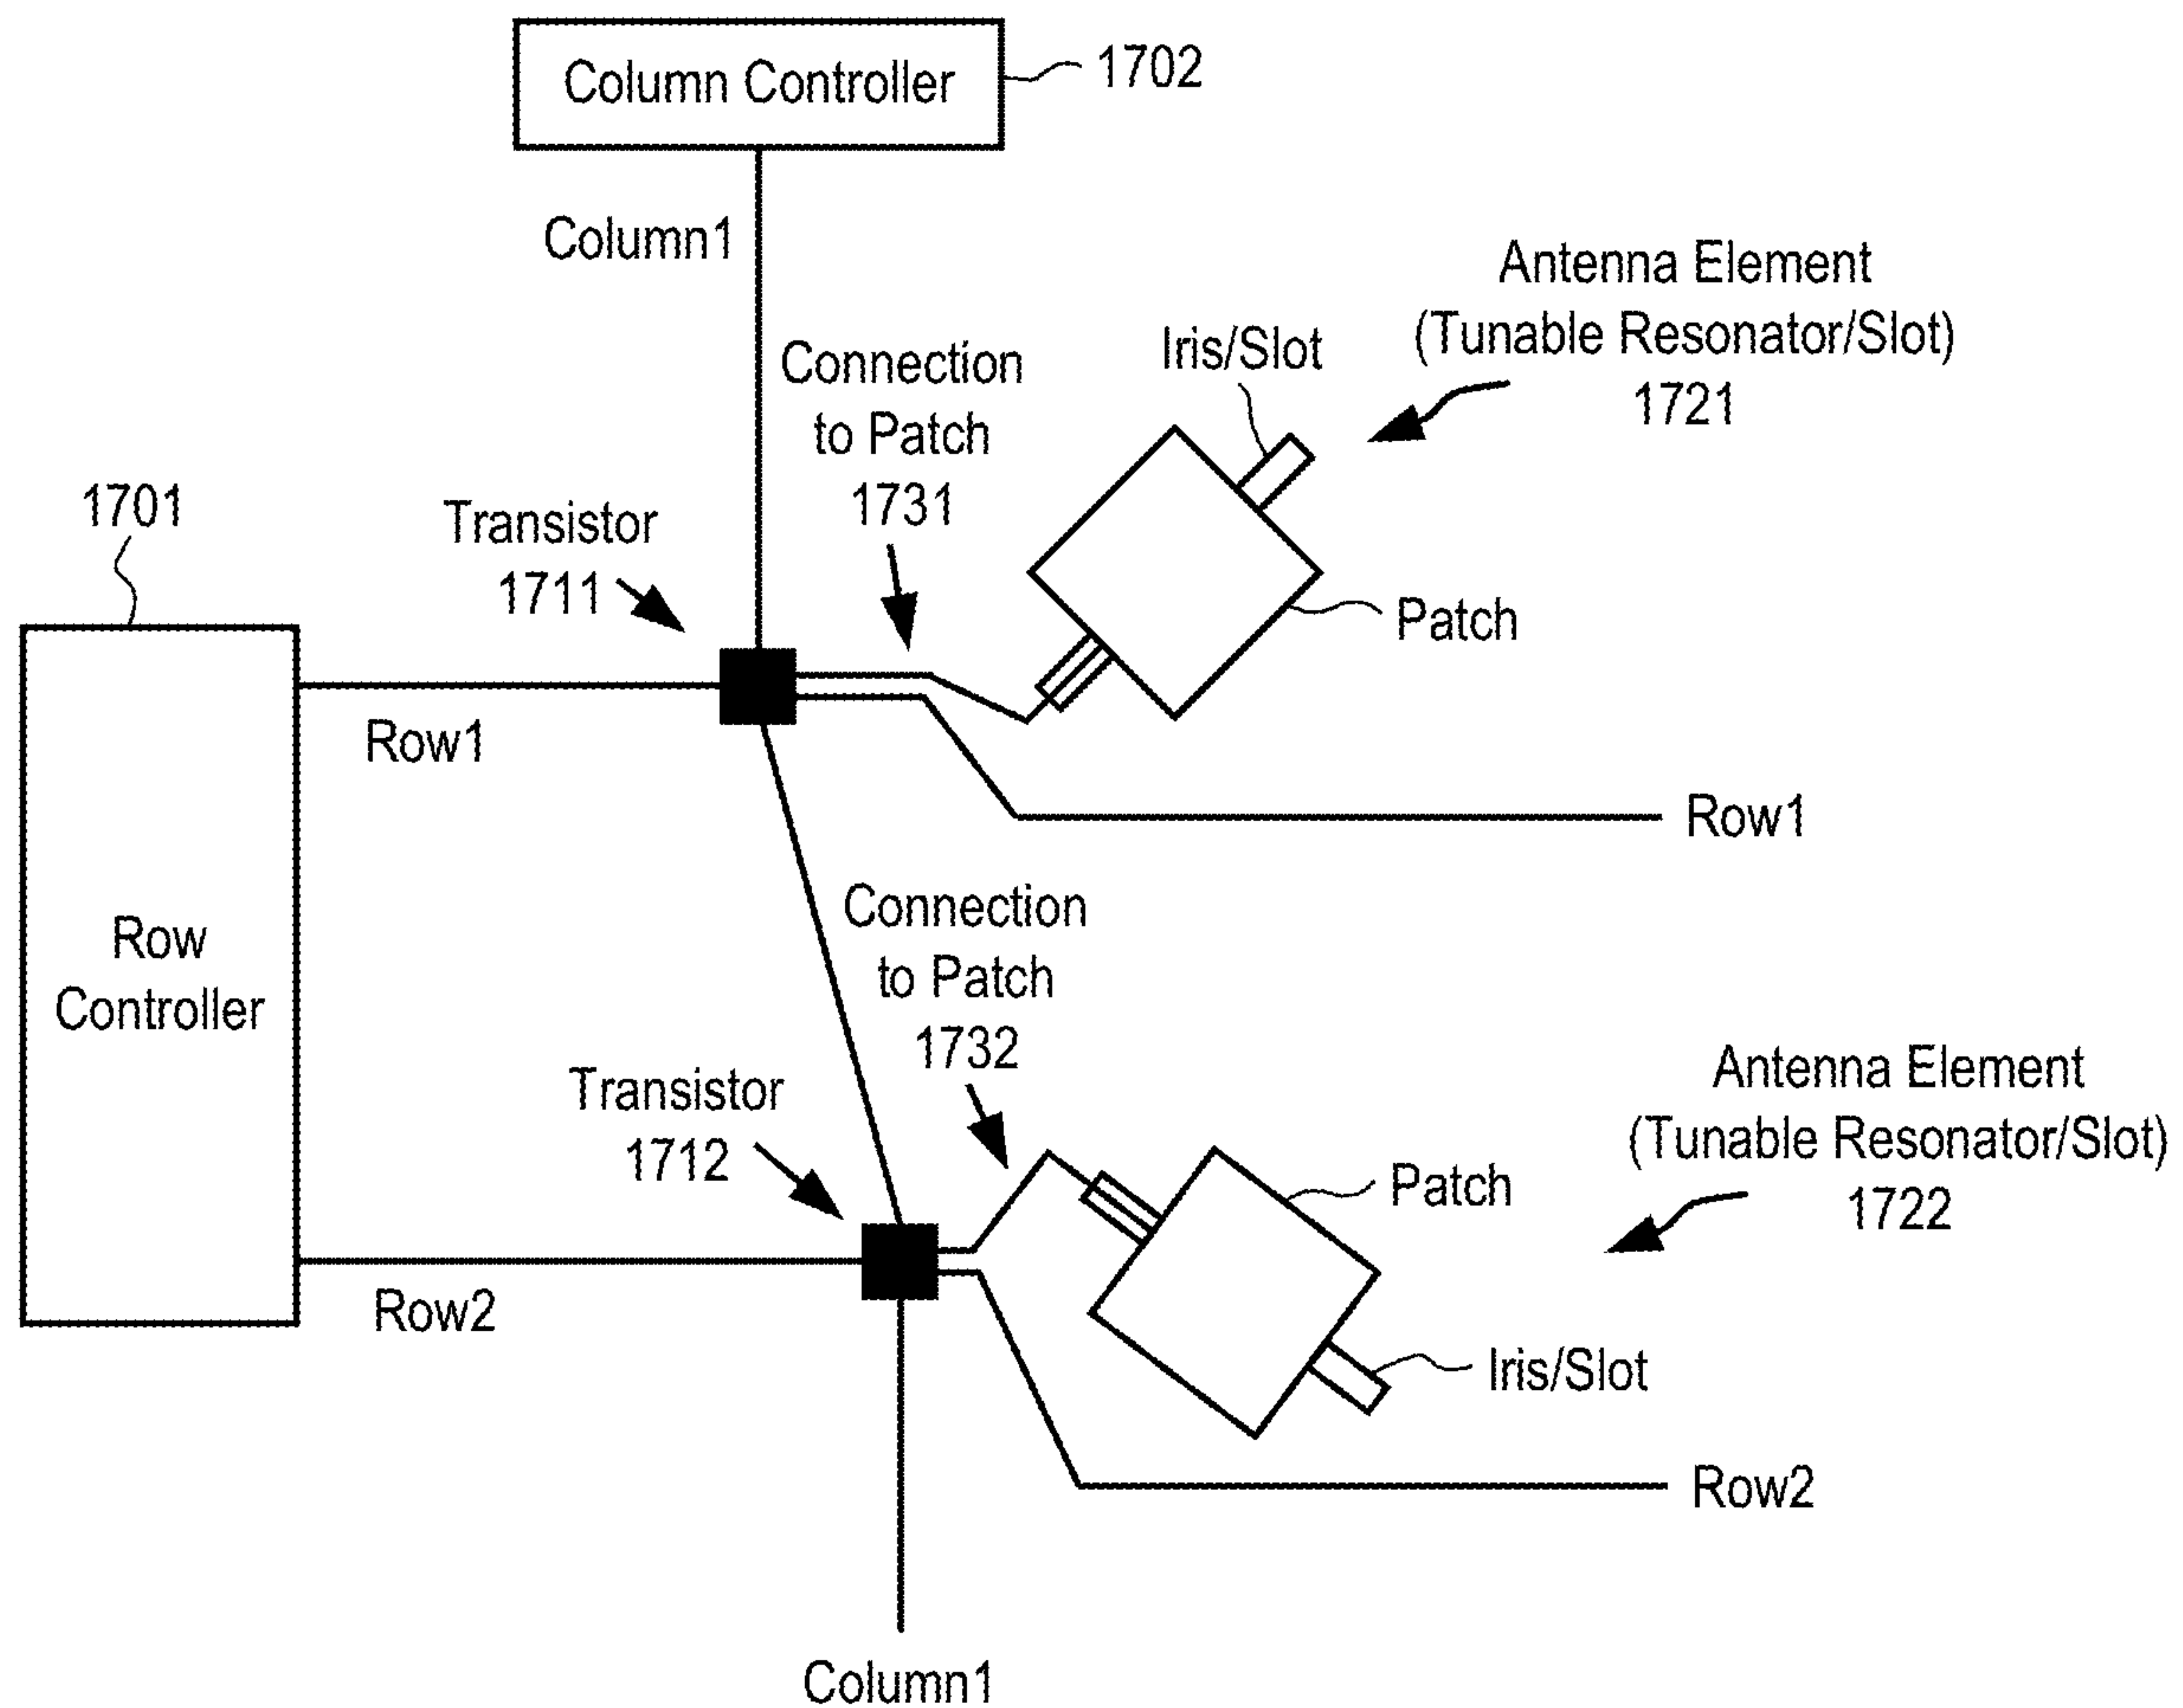 Column Controller
1702
Column1
Antenna Element
(Tunable Resonator/Slot)
1721
Iris/Slot
Connection
to Patch
1731
1701
Transistor
1711
Patch
Row1
Row1
Row
Controller
Connection
to Patch
1732
Transistor
1712
Antenna Element
(Tunable Resonator/Slot)
1722
Patch
Row2
Iris/Slot
Row2
Column1